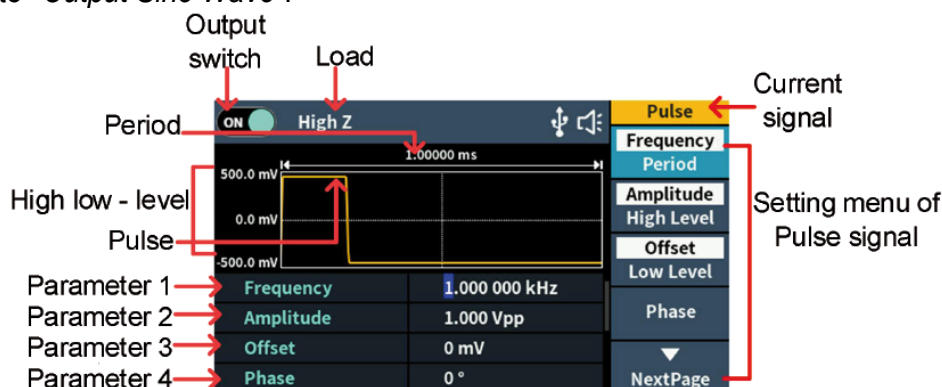 Output Sine Wave
Output
switch
Load
Current
signal
ON
High Z
Pulse
Period
1.00000 ms
Frequency
Period
500.0 mV
High low - level
0.0 mV
Amplitude
High Level
Setting menu of
Pulse signal
Pulse
-500.0 mV
Offset
Low Level
Parameter 1
Frequency
1.000 000 kHz
Parameter 2
Amplitude
1.000 Vpp
Phase
Parameter 3
Offset
0 mV
Parameter 4
Phase
0 °
NextPage